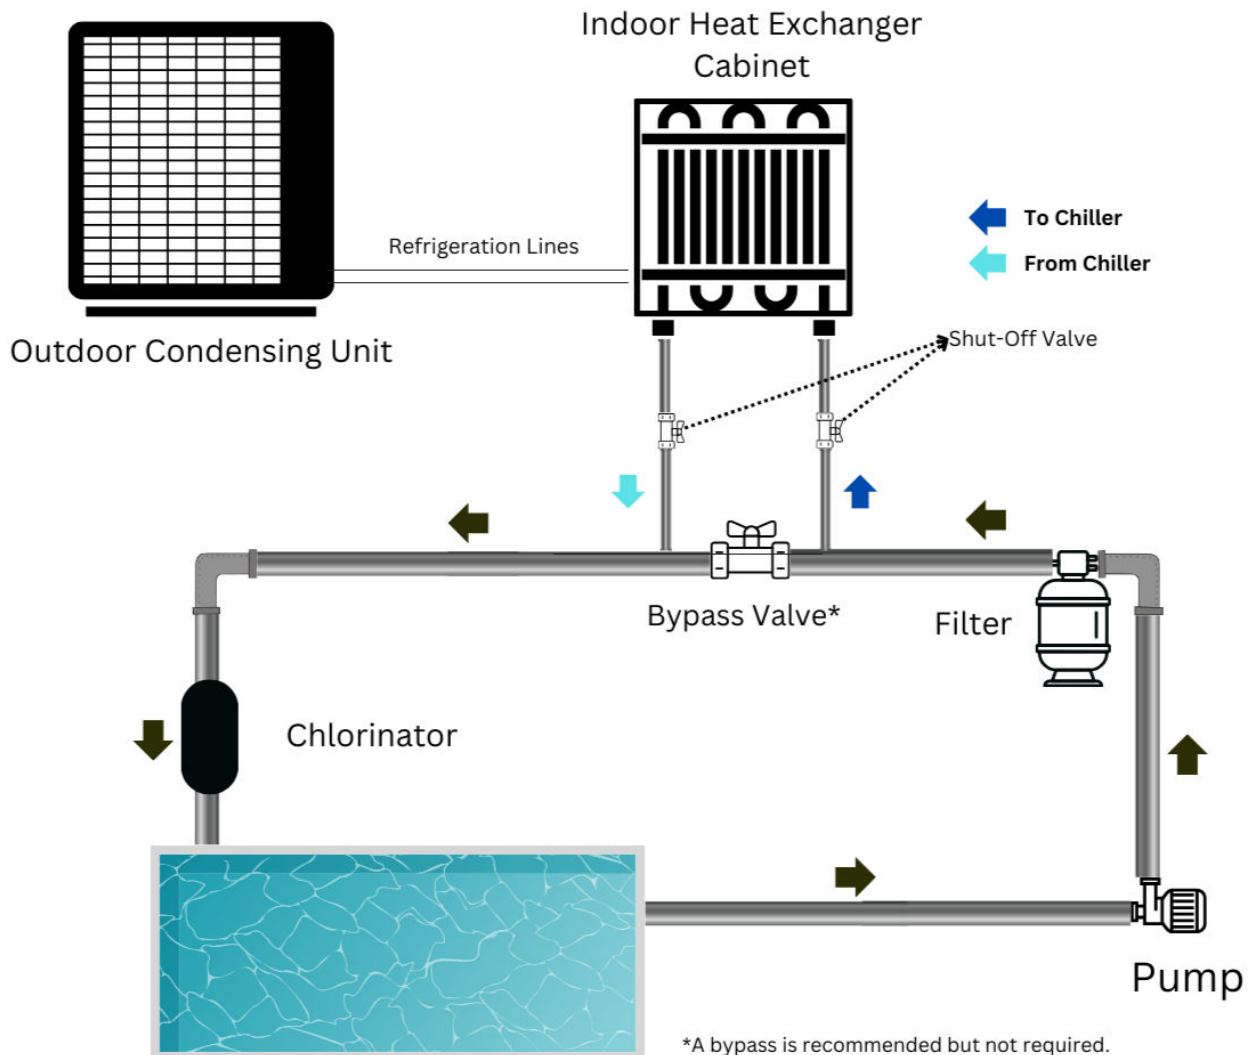 Indoor Heat Exchanger
Cabinet
To Chiller
From Chiller
Refrigeration Lines
Shut-Off Valve
Outdoor Condensing Unit
Bypass Valve*
Filter
Chlorinator
Pump
*A bypass is recommended but not required.